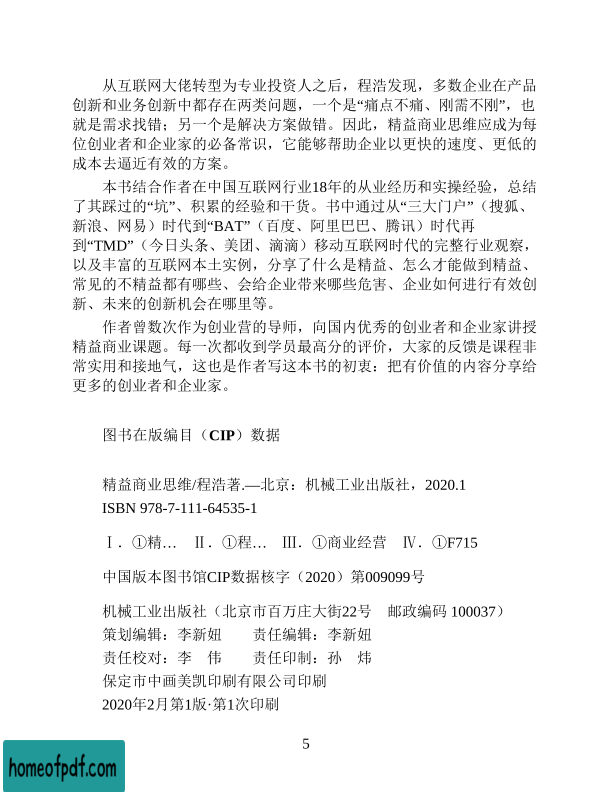 从互联网大佬转型为专业投资人之后，程浩发现，多数企业在产品
创新和业务创新中都存在两类问题，一个是“痛点不痛、刚需不刚”，也
就是需求找错；另一个是解决方案做错。因此，精益商业思维应成为每
位创业者和企业家的必备常识，它能够帮助企业以更快的速度、更低的
成本去逼近有效的方案。
本书结合作者在中国互联网行业18年的从业经历和实操经验，总结
了其踩过的“坑”、积累的经验和干货。书中通过从“三大门户”（搜狐、
新浪、网易）时代到“BAT”（百度、阿里巴巴、腾讯）时代再
到“TMD”（今日头条、美团、滴滴）移动互联网时代的完整行业观察，
以及丰富的互联网本土实例，分享了什么是精益、怎么才能做到精益、
常见的不精益都有哪些、会给企业带来哪些危害、企业如何进行有效创
新、未来的创新机会在哪里等。
作者曾数次作为创业营的导师，向国内优秀的创业者和企业家讲授
精益商业课题。每一次都收到学员最高分的评价，大家的反馈是课程非
常实用和接地气，这也是作者写这本书的初衷：把有价值的内容分享给
更多的创业者和企业家。
图书在版编目（CIP）数据
精益商业思维/程浩著.—北京：机械工业出版社，2020.1
ISBN 978-7-111-64535-1
Ⅰ．①精… Ⅱ．①程… Ⅲ．①商业经营 Ⅳ．①F715
中国版本图书馆CIP数据核字（2020）第009099号
机械工业出版社（北京市百万庄大街22号 邮政编码 100037）
策划编辑：李新妞 责任编辑：李新妞
责任校对：李 伟 责任印制：孙 炜
保定市中画美凯印刷有限公司印刷
2020年2月第1版·第1次印刷
5
homeofpdf.com